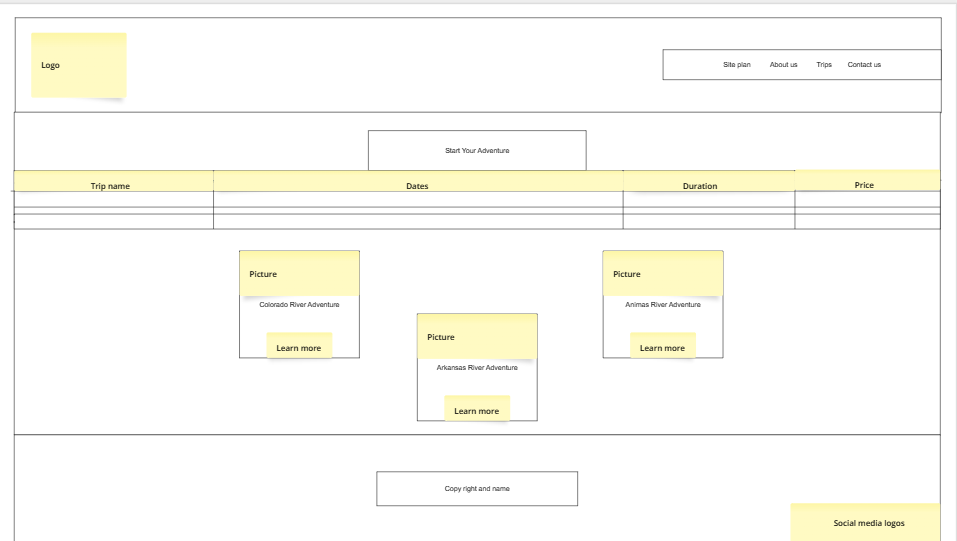 Logo
Site plan About us Trips Contact us
Start Your Adventure
Trip name Dates Duration Price
Picture
Colorado River Adventure
Learn more
Picture
Arkansas River Adventure
Learn more
Picture
Animas River Adventure
Learn more
Copy right and name
Social media logos